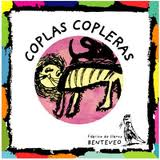 COPLAS COPLERAS
Fábrica de libros
BENTEVEO